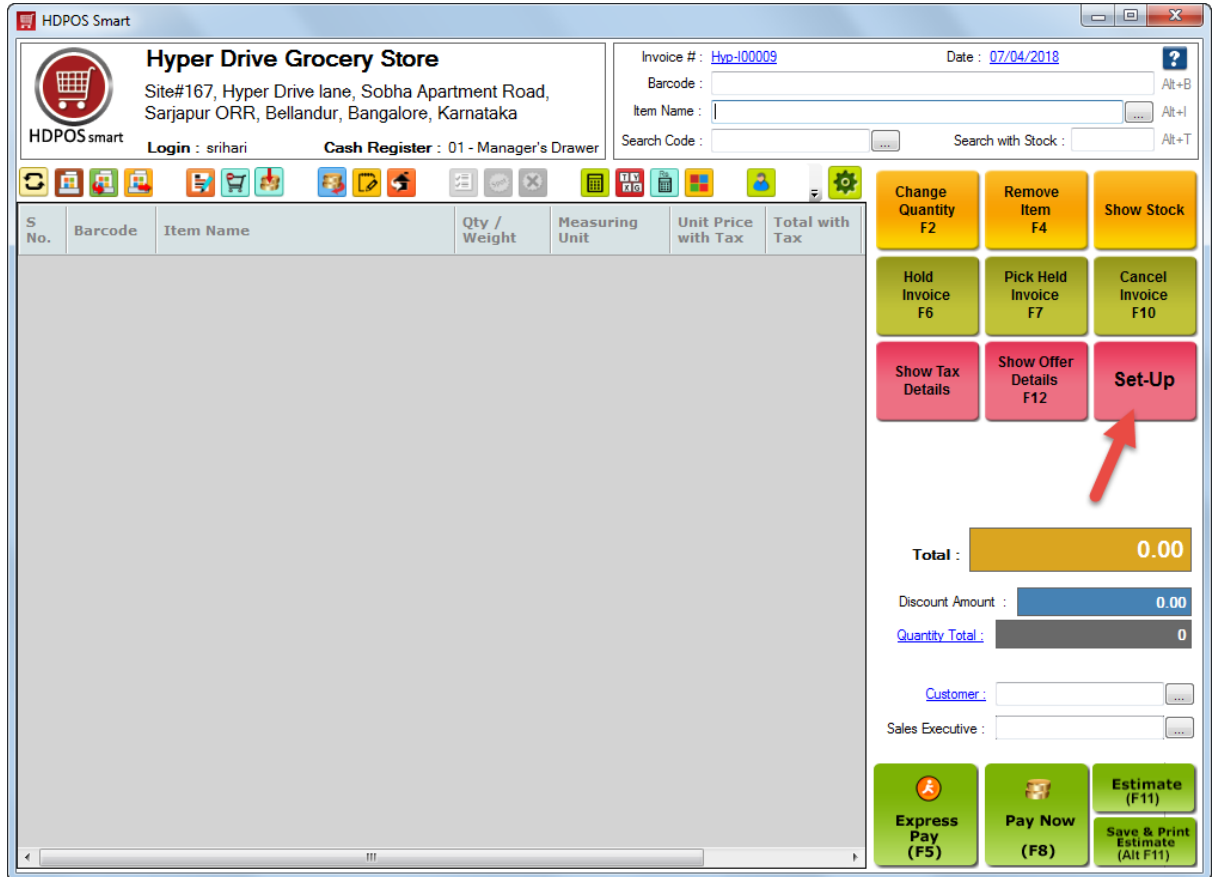 HDPOS Smart
Hyper Drive Grocery Store
Site#167, Hyper Drive lane, Sobha Apartment Road,
Sarjapur ORR, Bellandur, Bangalore, Karnataka
HDPOS smart
Login : srihari Cash Register : 01 - Manager's Drawer
Invoice # : Hyp-I00009 Date : 07/04/2018 ?
Barcode : Alt+B
Item Name : ... Alt+I
Search Code : ... Search with Stock : Alt+T
S No. Barcode Item Name Qty / Weight Measuring Unit Unit Price with Tax Total with Tax
Change
Quantity
F2
Remove
Item
F4
Show Stock
Hold
Invoice
F6
Pick Held
Invoice
F7
Cancel
Invoice
F10
Show Tax
Details
Show Offer
Details
F12
Set-Up
Total : 0.00
Discount Amount : 0.00
Quantity Total : 0
Customer : ...
Sales Executive : ...
Express
Pay
(F5)
Pay Now
(F8)
Estimate
(F11)
Save & Print
Estimate
(Alt F11)